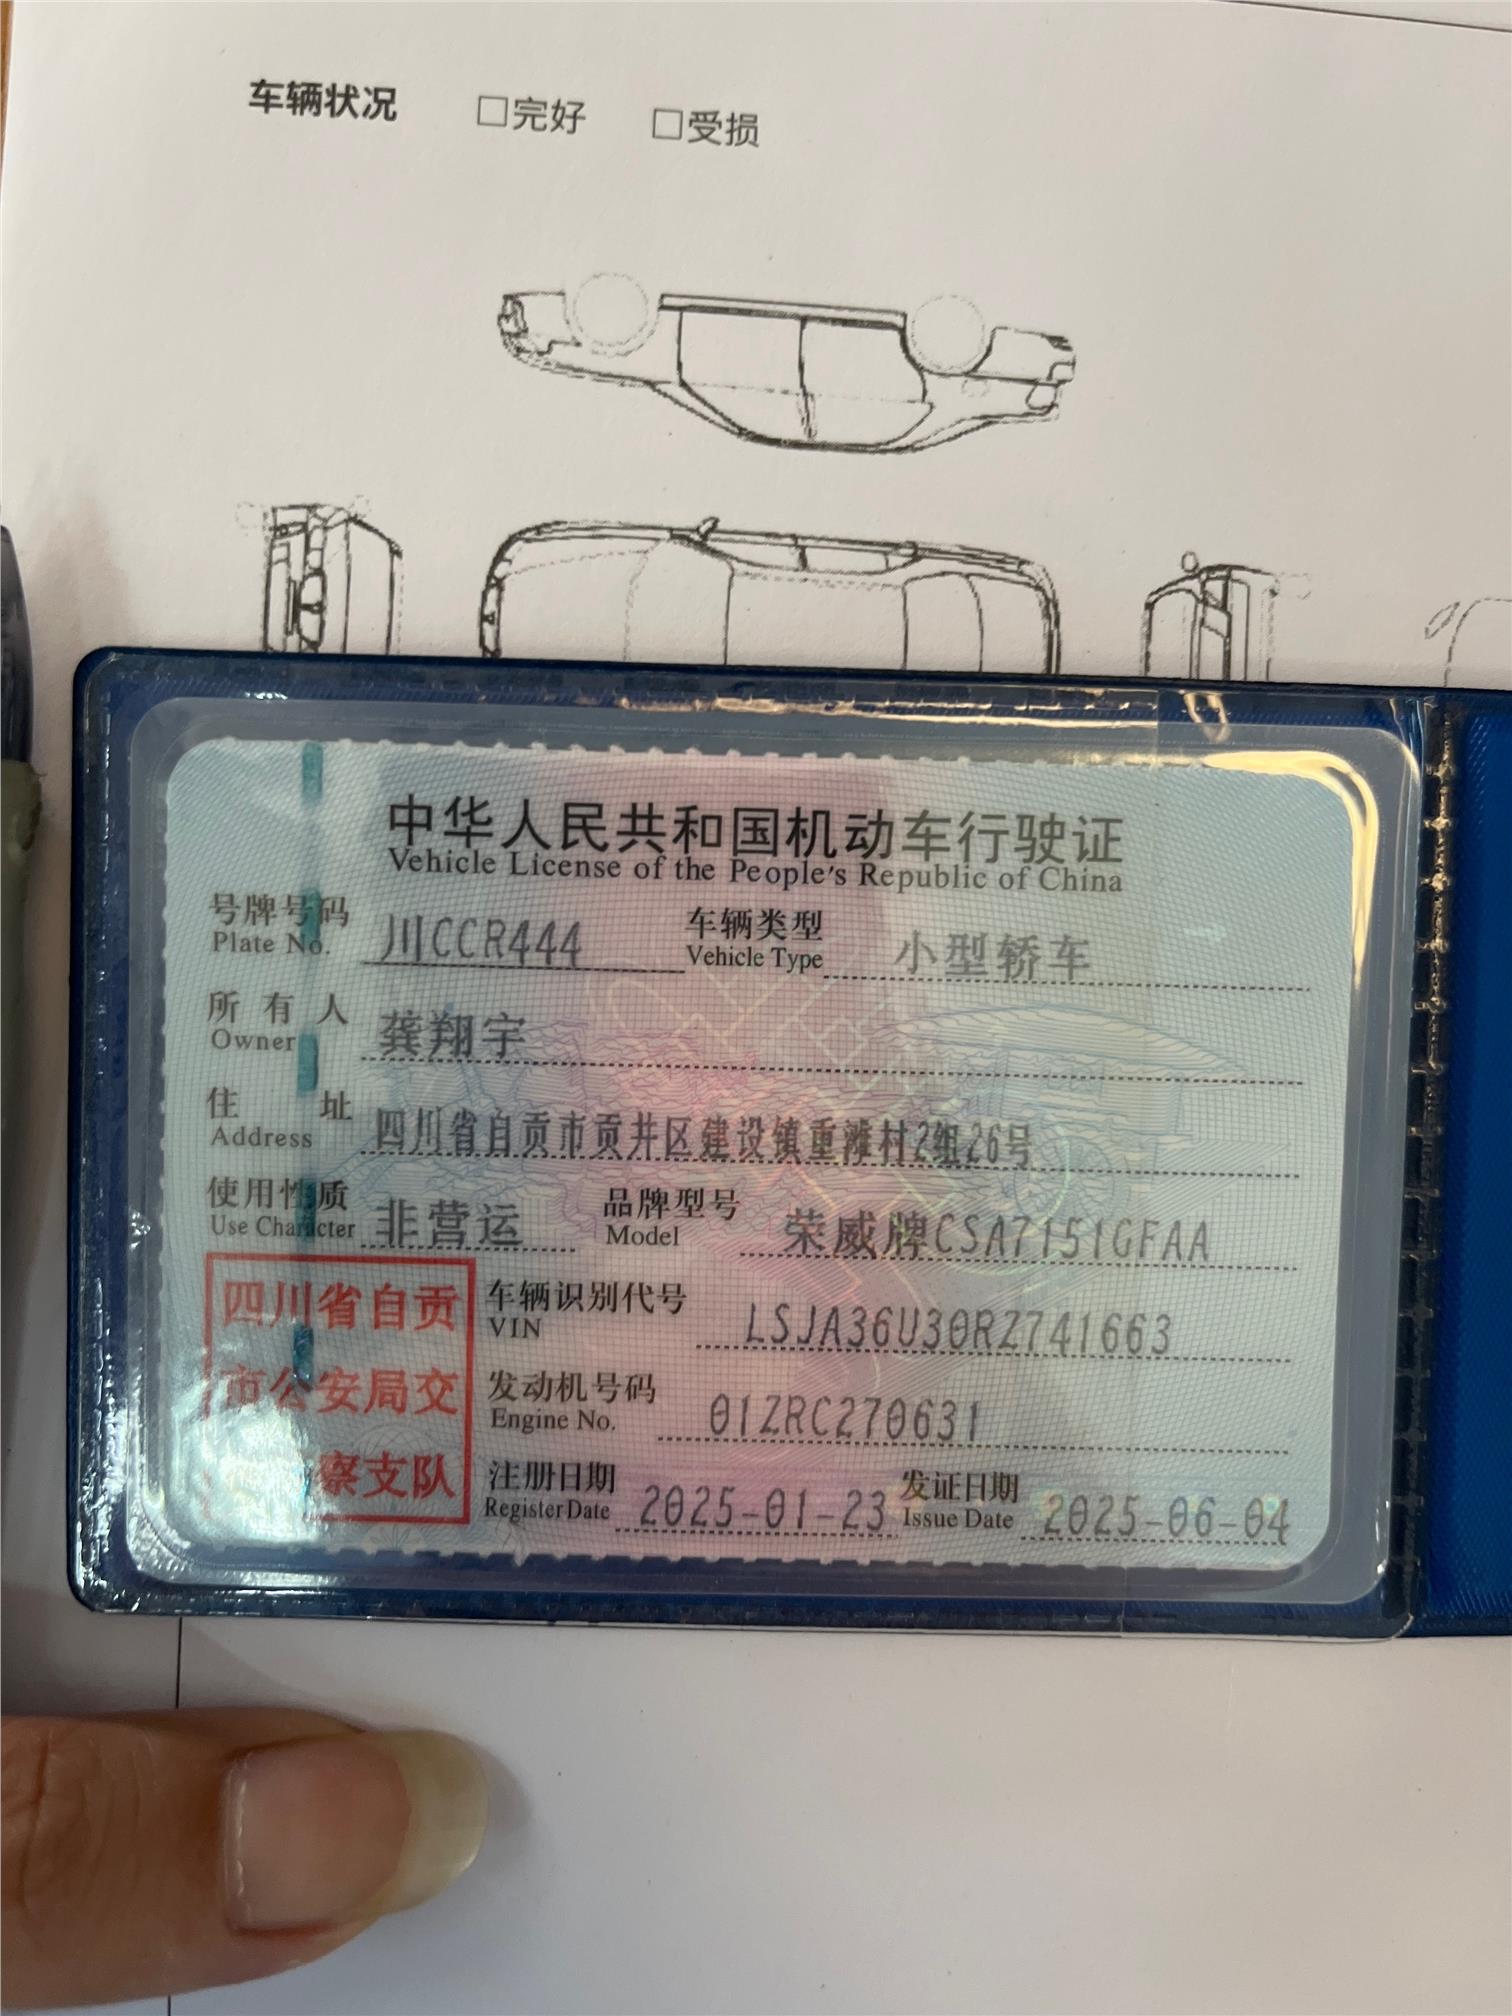 车辆状况 □完好 □受损
中华人民共和国机动车行驶证
Vehicle License of the People's Republic of China
号牌号码 川CCR444 车辆类型 小型轿车
Plate No. Vehicle Type
所有人 龚翔宇
Owner
住址 四川省自贡市贡井区建设镇重滩村2组26号
Address
使用性质 非营运 品牌型号 荣威牌CSA7151GFAA
Use Character Model
四川省自贡
市公安局交
察支队
车辆识别代号 LSJA36U30RZ741663
VIN
发动机号码 01ZRC270631
Engine No.
注册日期 2025-01-23 发证日期 2025-06-04
Register Date Issue Date